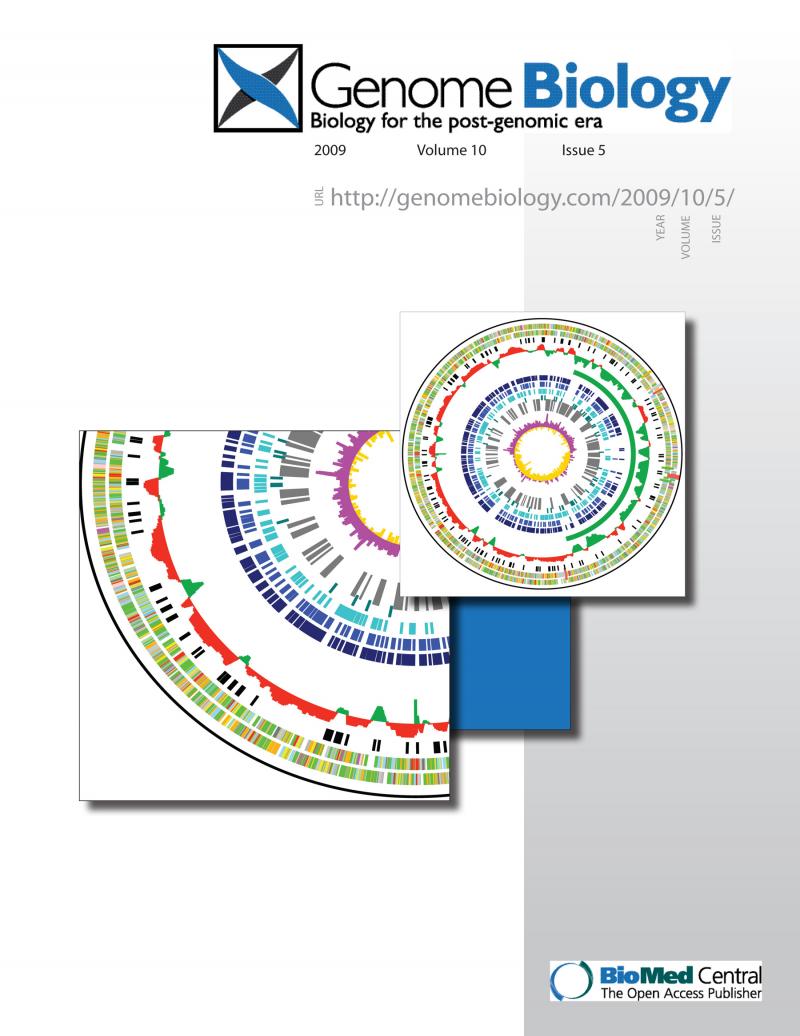 Genome Biology
Biology for the post-genomic era
2009 Volume 10 Issue 5
URL http://genomebiology.com/2009/10/5/
YEAR
VOLUME
ISSUE
BioMed Central
The Open Access Publisher